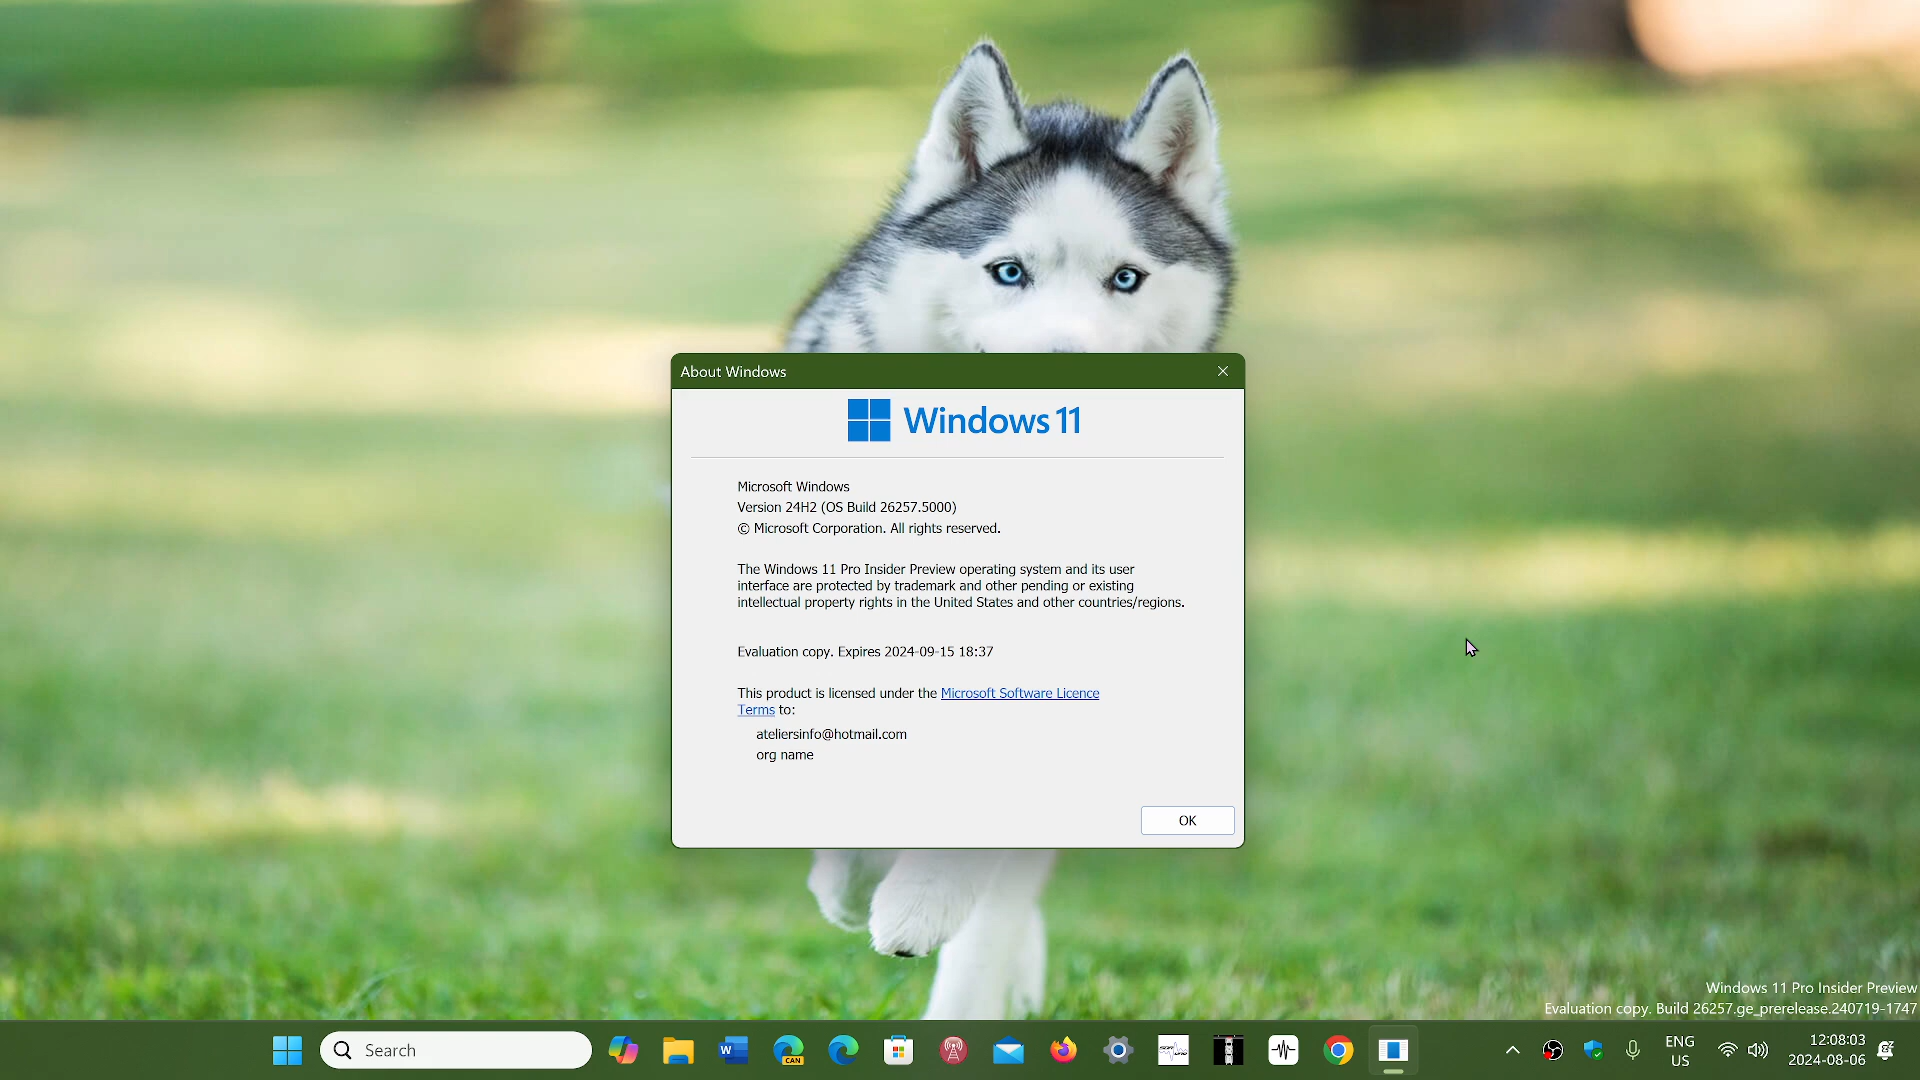 About Windows
Windows 11
Microsoft Windows
Version 24H2 (OS Build 26257.5000)
© Microsoft Corporation. All rights reserved.
The Windows 11 Pro Insider Preview operating system and its user
interface are protected by trademark and other pending or existing
intellectual property rights in the United States and other countries/regions.
Evaluation copy. Expires 2024-09-15 18:37
This product is licensed under the Microsoft Software Licence
Terms to:
ateliersinfo@hotmail.com
org name
OK
Windows 11 Pro Insider Preview
Evaluation copy. Build 26257.ge_prerelease.240719-1747
Search
W
CAN
ENG
US
12:08:03
2024-08-06